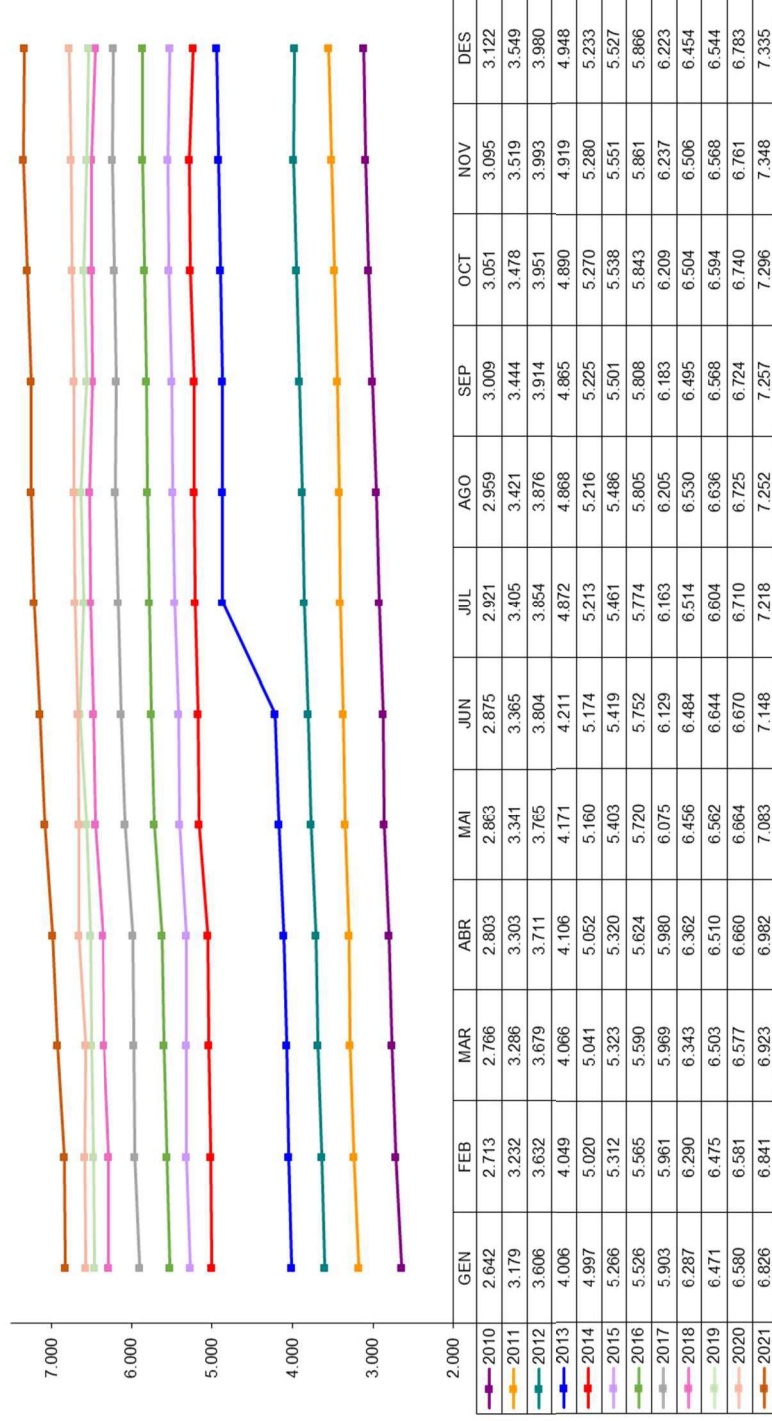 7.000
6.000
5.000
4.000
3.000
2.000
GEN FEB MAR ABR MAI JUN JUL AGO SEP OCT NOV DES
2010 2.642 2.713 2.766 2.803 2.863 2.875 2.921 2.959 3.009 3.051 3.095 3.122
2011 3.179 3.232 3.286 3.303 3.341 3.365 3.405 3.421 3.444 3.478 3.519 3.549
2012 3.606 3.632 3.679 3.711 3.765 3.804 3.854 3.876 3.914 3.951 3.993 3.980
2013 4.006 4.049 4.066 4.106 4.171 4.211 4.872 4.868 4.865 4.890 4.919 4.948
2014 4.997 5.020 5.041 5.052 5.160 5.174 5.213 5.216 5.225 5.270 5.280 5.233
2015 5.266 5.312 5.323 5.320 5.403 5.419 5.461 5.486 5.501 5.538 5.551 5.527
2016 5.526 5.565 5.590 5.624 5.720 5.752 5.774 5.805 5.808 5.843 5.861 5.866
2017 5.903 5.961 5.969 5.980 6.075 6.129 6.163 6.205 6.183 6.209 6.237 6.223
2018 6.287 6.290 6.343 6.362 6.456 6.484 6.514 6.530 6.495 6.504 6.506 6.454
2019 6.471 6.475 6.503 6.510 6.562 6.644 6.604 6.636 6.568 6.594 6.568 6.544
2020 6.580 6.581 6.577 6.660 6.664 6.670 6.710 6.725 6.724 6.740 6.761 6.783
2021 6.826 6.841 6.923 6.982 7.083 7.148 7.218 7.252 7.257 7.296 7.348 7.335